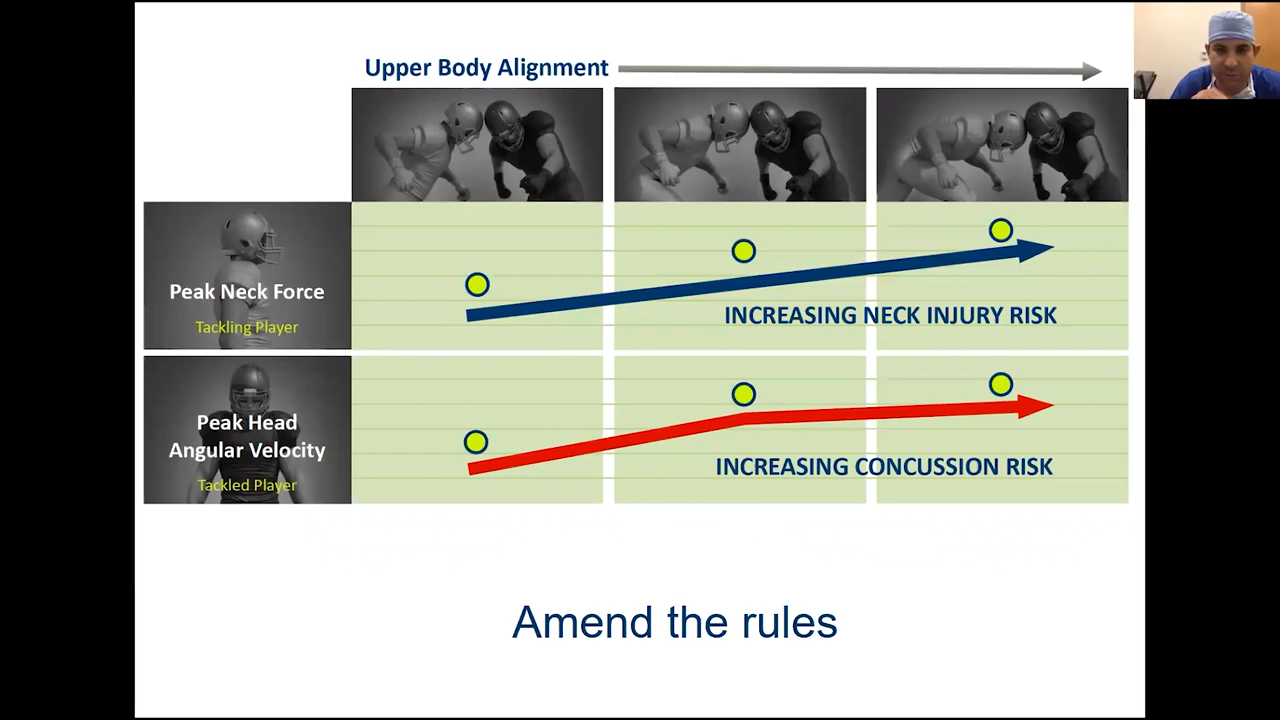 Upper Body Alignment
Peak Neck Force
Tackling Player
INCREASING NECK INJURY RISK
Peak Head
Angular Velocity
Tackled Player
INCREASING CONCUSSION RISK
Amend the rules